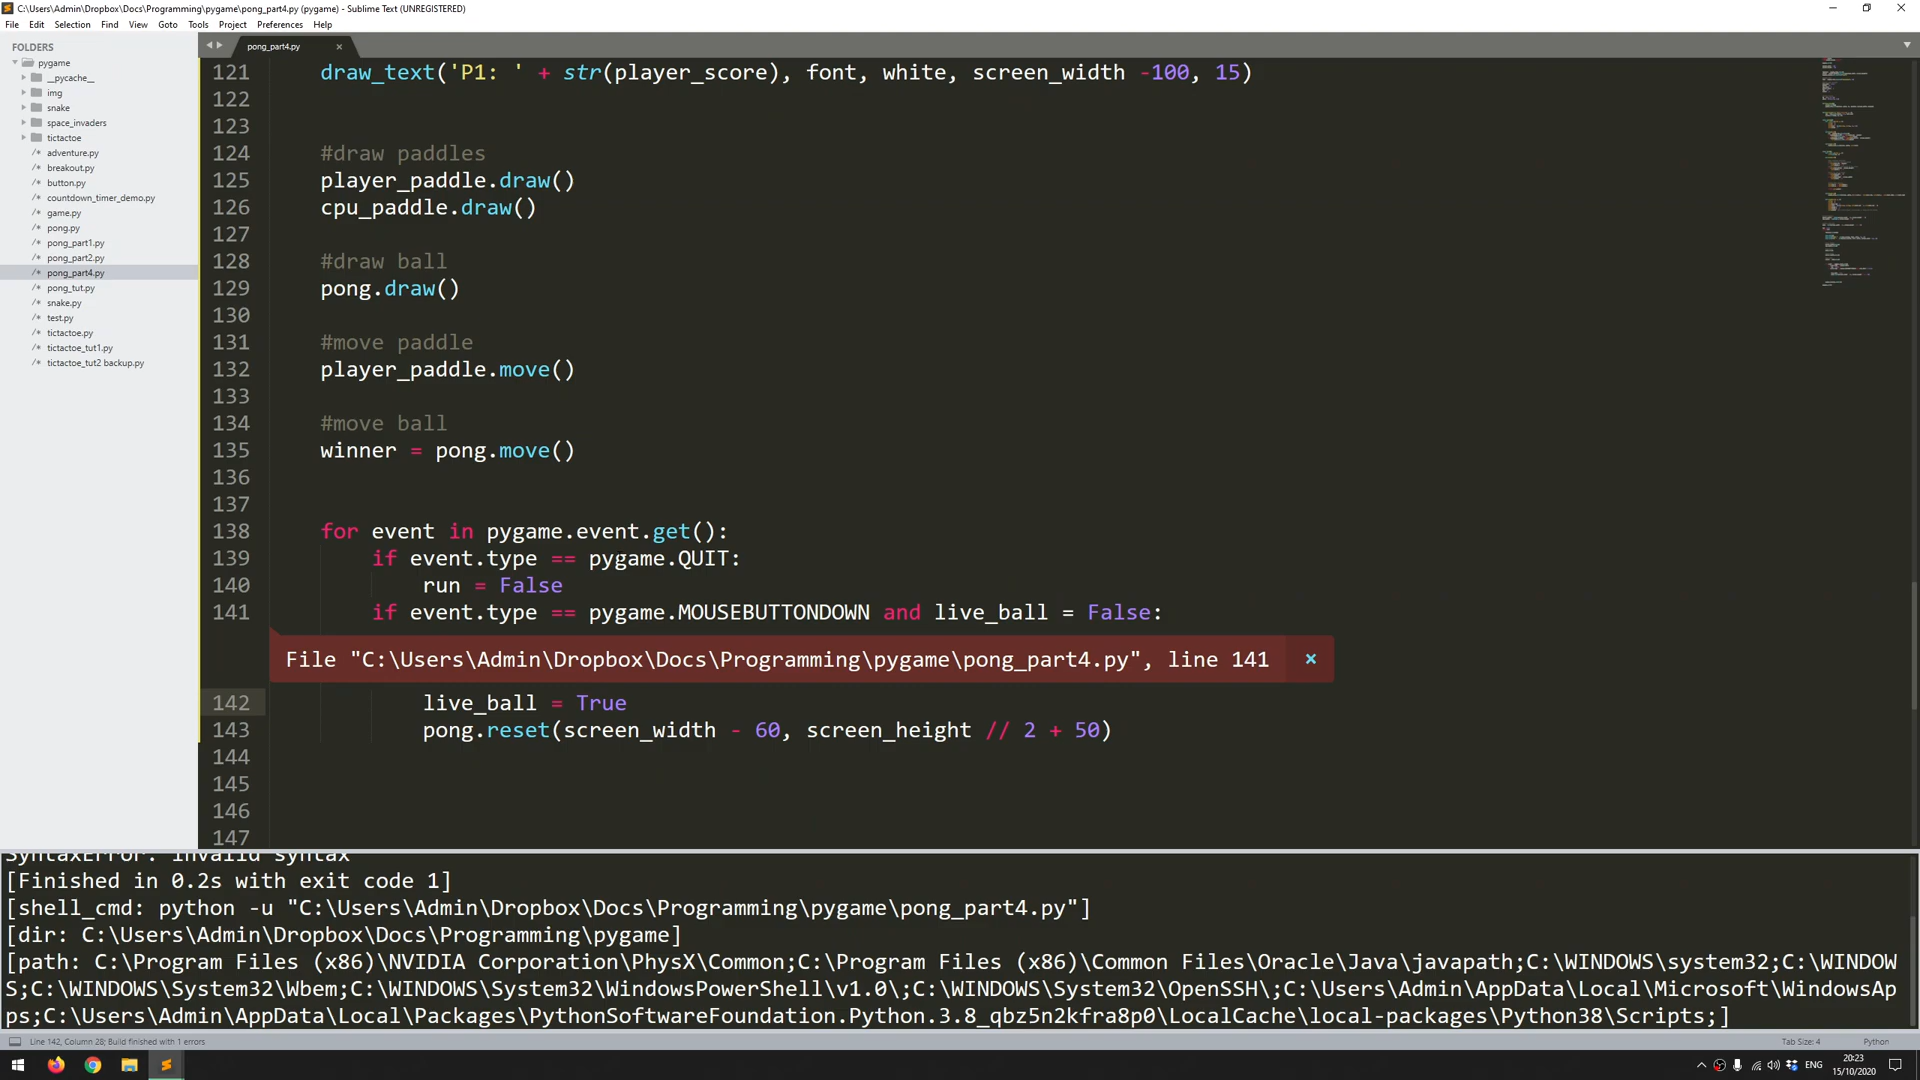 C:\Users\Admin\Dropbox\Docs\Programming\pygame\pong_part4.py (pygame) - Sublime Text (UNREGISTERED)
File Edit Selection Find View Goto Tools Project Preferences Help
FOLDERS
pygame
__pycache__
img
snake
space_invaders
tictactoe
adventure.py
breakout.py
button.py
countdown_timer_demo.py
game.py
pong.py
pong_part1.py
pong_part2.py
pong_part4.py
pong_tut.py
snake.py
test.py
tictactoe.py
tictactoe_tut1.py
tictactoe_tut2 backup.py
pong_part4.py
121 draw_text('P1: ' + str(player_score), font, white, screen_width -100, 15)
122
123
124 #draw paddles
125 player_paddle.draw()
126 cpu_paddle.draw()
127
128 #draw ball
129 pong.draw()
130
131 #move paddle
132 player_paddle.move()
133
134 #move ball
135 winner = pong.move()
136
137
138 for event in pygame.event.get():
139 if event.type == pygame.QUIT:
140 run = False
141 if event.type == pygame.MOUSEBUTTONDOWN and live_ball = False:
File "C:\Users\Admin\Dropbox\Docs\Programming\pygame\pong_part4.py", line 141 ×
142 live_ball = True
143 pong.reset(screen_width - 60, screen_height // 2 + 50)
144
145
146
147
SyntaxError: invalid syntax
[Finished in 0.2s with exit code 1]
[shell_cmd: python -u "C:\Users\Admin\Dropbox\Docs\Programming\pygame\pong_part4.py"]
[dir: C:\Users\Admin\Dropbox\Docs\Programming\pygame]
[path: C:\Program Files (x86)\NVIDIA Corporation\PhysX\Common;C:\Program Files (x86)\Common Files\Oracle\Java\javapath;C:\WINDOWS\system32;C:\WINDOW
S;C:\WINDOWS\System32\Wbem;C:\WINDOWS\System32\WindowsPowerShell\v1.0\;C:\WINDOWS\System32\OpenSSH\;C:\Users\Admin\AppData\Local\Microsoft\WindowsAp
ps;C:\Users\Admin\AppData\Local\Packages\PythonSoftwareFoundation.Python.3.8_qbz5n2kfra8p0\LocalCache\local-packages\Python38\Scripts;]
Line 142, Column 28; Build finished with 1 errors
Tab Size: 4
Python
ENG
20:23
15/10/2020